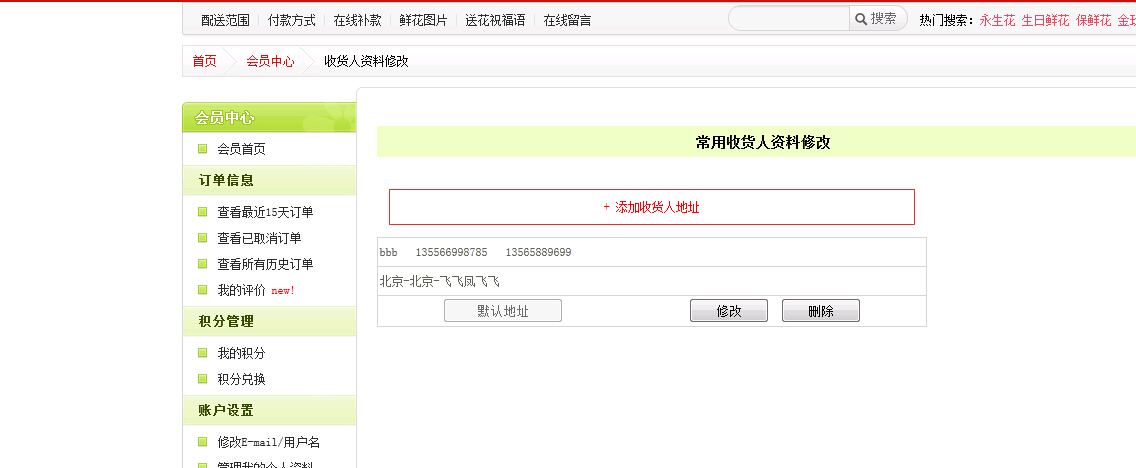 配送范围 付款方式 在线补款 鲜花图片 送花祝福语 在线留言 搜索 热门搜索：永生花 生日鲜花 保鲜花
首页 会员中心 收货人资料修改
会员中心
常用收货人资料修改
会员首页
订单信息
+ 添加收货人地址
查看最近15天订单
查看已取消订单
bbb 135566998785 13565889699
查看所有历史订单
北京-北京-飞飞凤飞飞
我的评价 new!
默认地址 修改 删除
积分管理
我的积分
积分兑换
账户设置
修改E-mail/用户名
管理我的个人资料